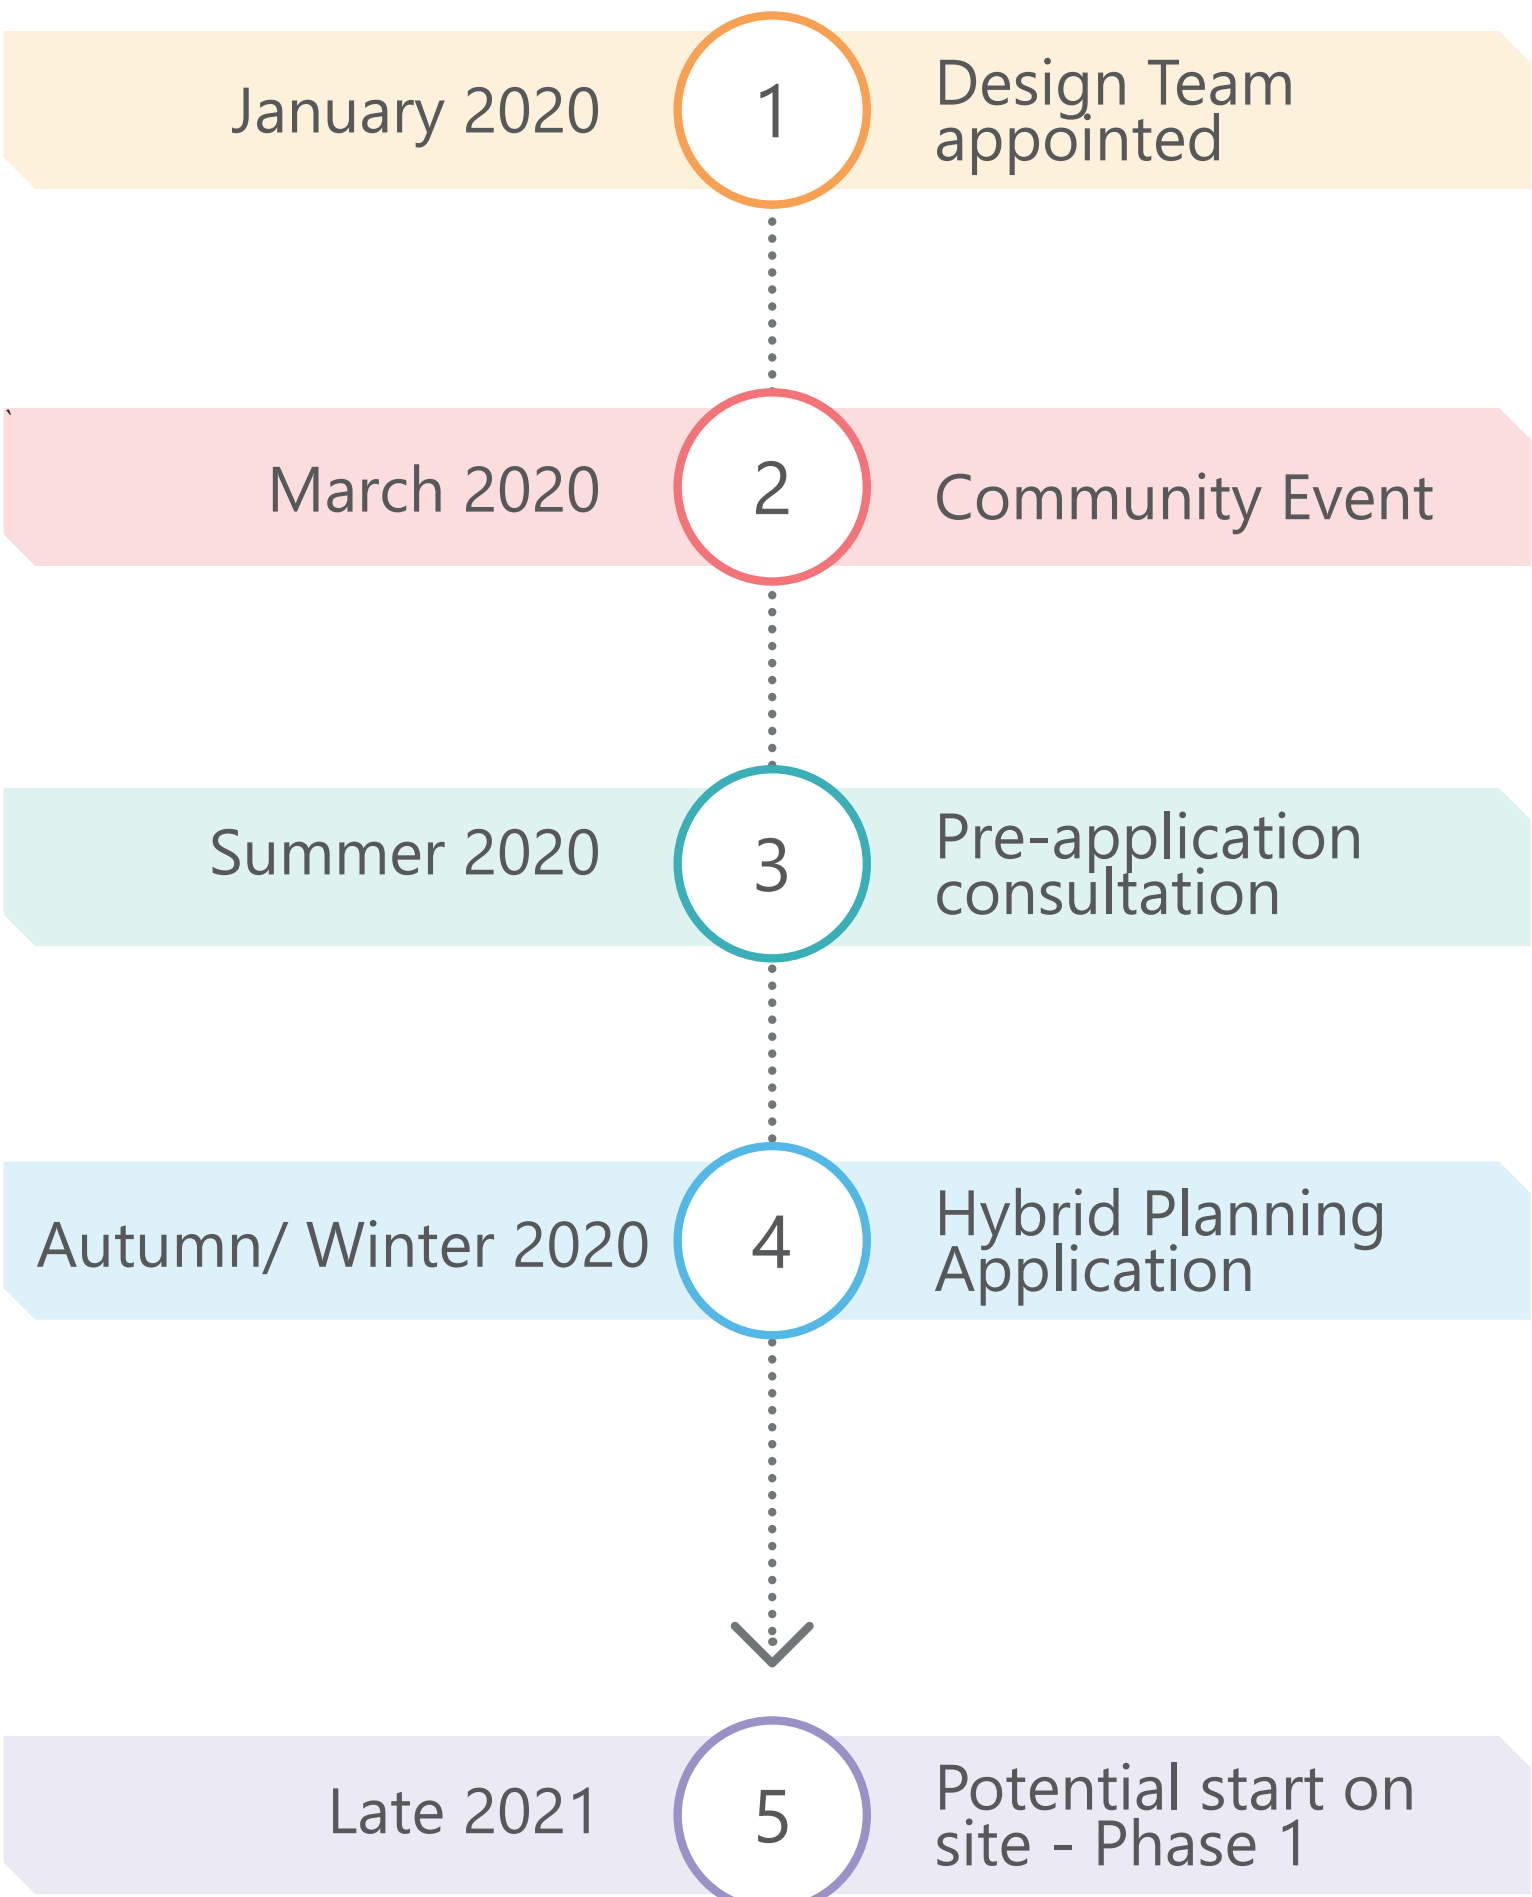 January 2020
1
Design Team
appointed
`
March 2020
2
Community Event
Summer 2020
3
Pre-application
consultation
Autumn/ Winter 2020
4
Hybrid Planning
Application
Late 2021
5
Potential start on
site - Phase 1